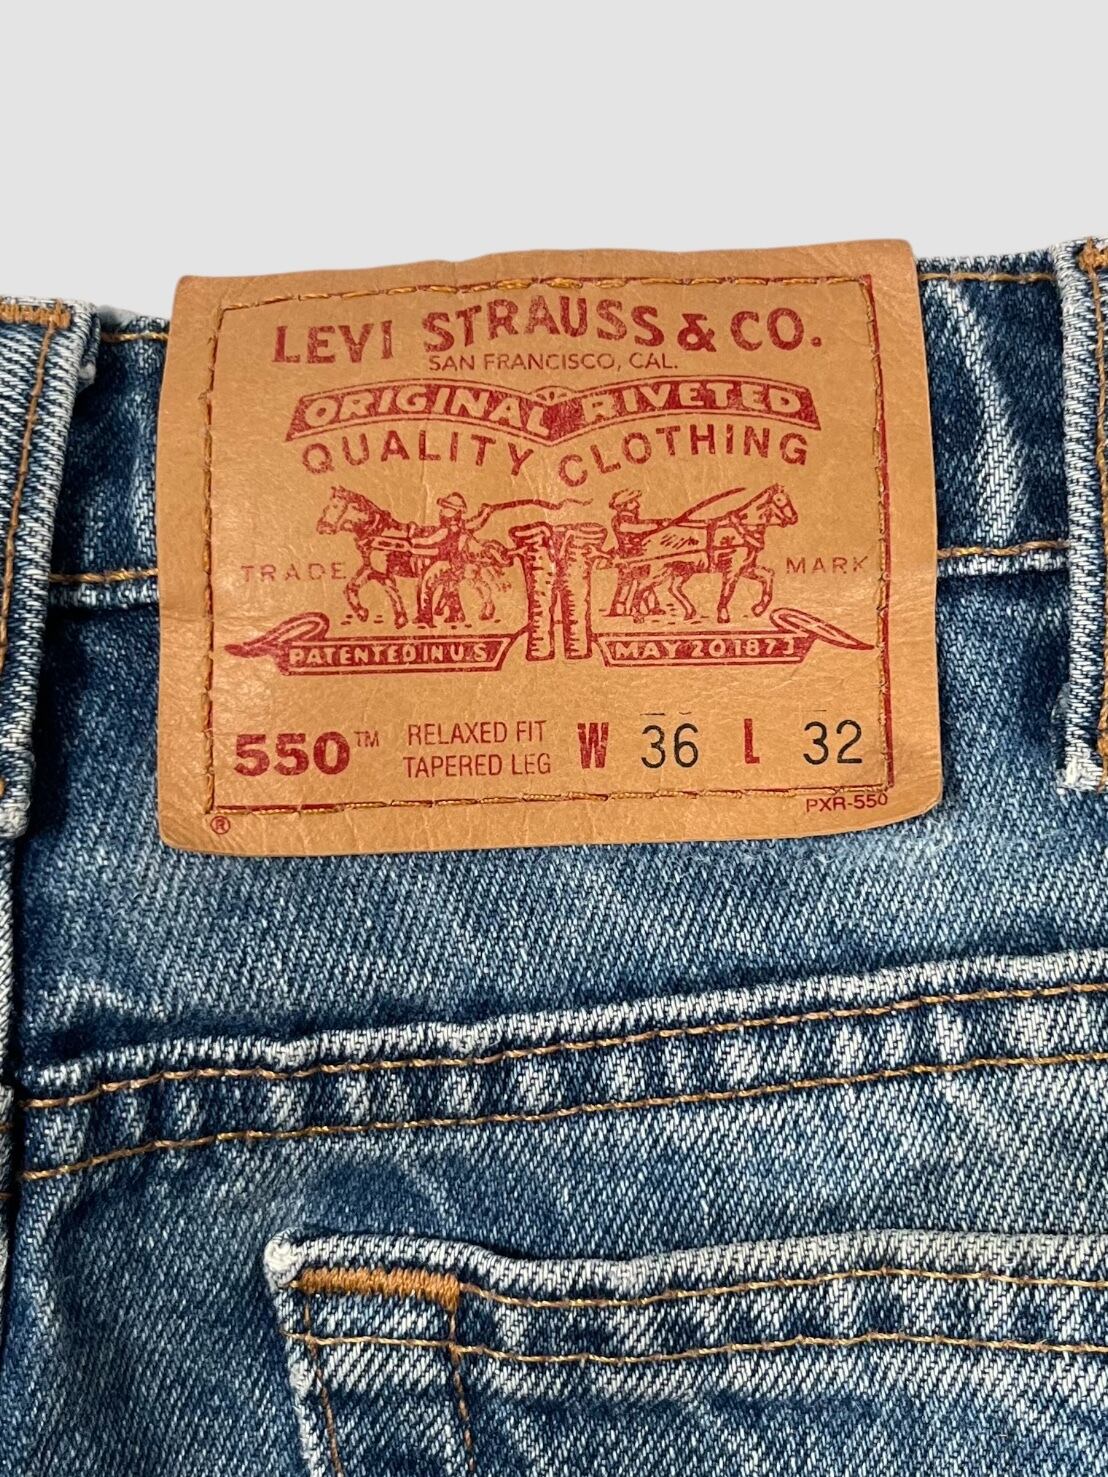 LEVI STRAUSS & CO.
SAN FRANCISCO, CAL.
ORIGINAL RIVETED
QUALITY CLOTHING
TRADE MARK
PATENTED IN U.S. MAY 20 1873
550™ RELAXED FIT TAPERED LEG W 36 L 32
PXR-550
®